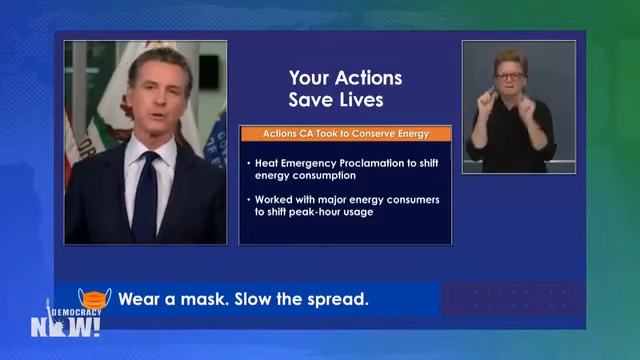 Your Actions
Save Lives
Actions CA Took to Conserve Energy
• Heat Emergency Proclamation to shift
energy consumption
• Worked with major energy consumers
to shift peak-hour usage
Wear a mask. Slow the spread.
DEMOCRACY
NOW!